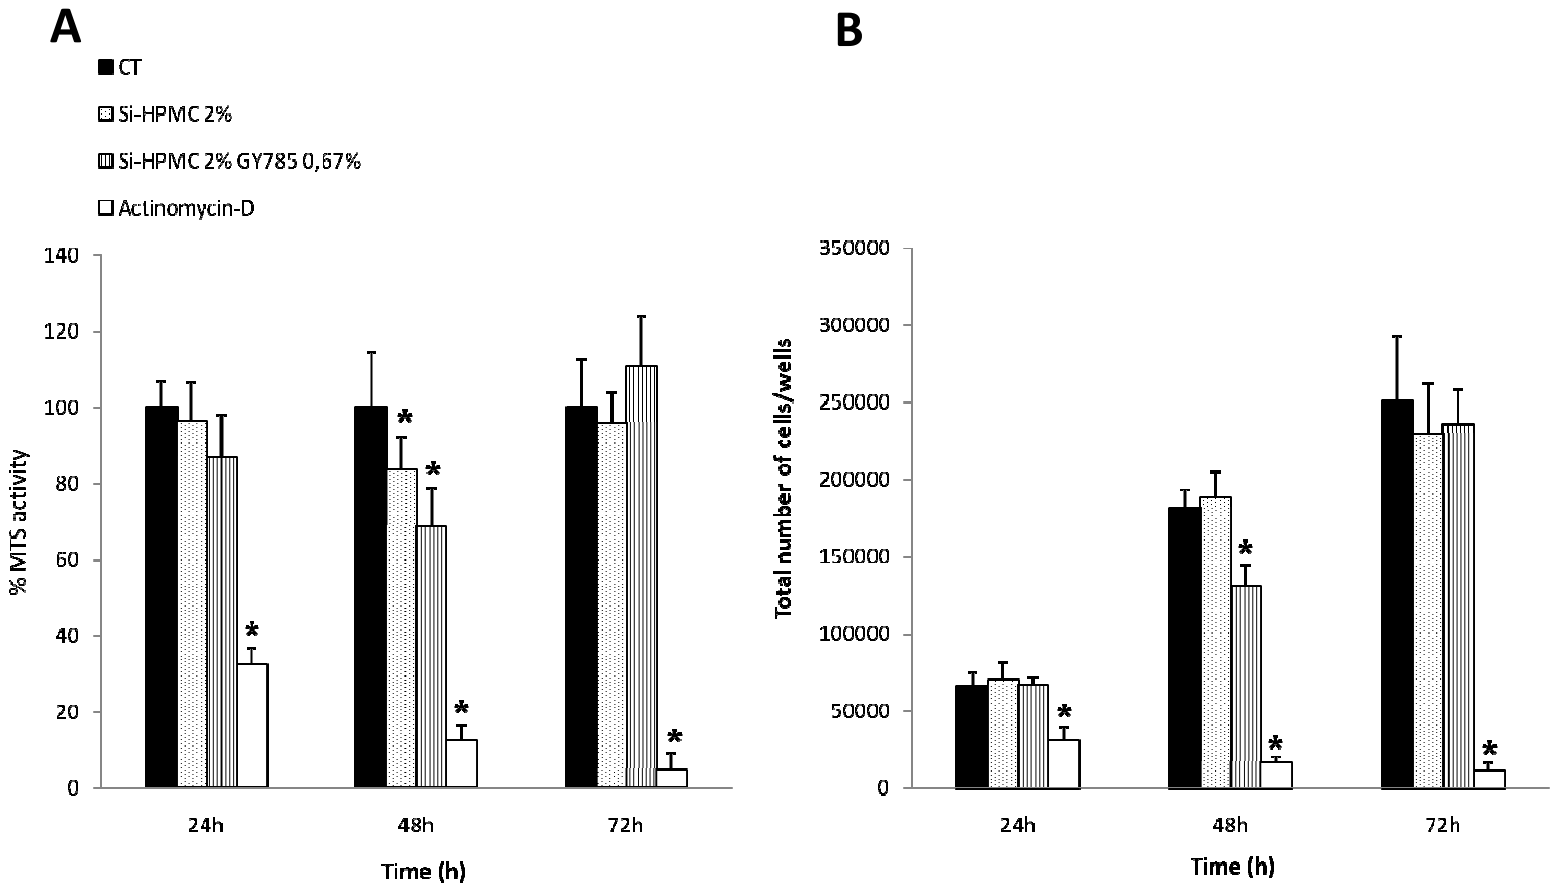 A
B
CT
Si-HPMC 2%
Si-HPMC 2% GY785 0,67%
Actinomycin-D
% MTS activity
140
120
100
80
60
40
20
0
*
*
*
*
*
24h
48h
72h
Time (h)
Total number of cells/wells
350000
300000
250000
200000
150000
100000
50000
0
*
*
*
*
24h
48h
72h
Time (h)